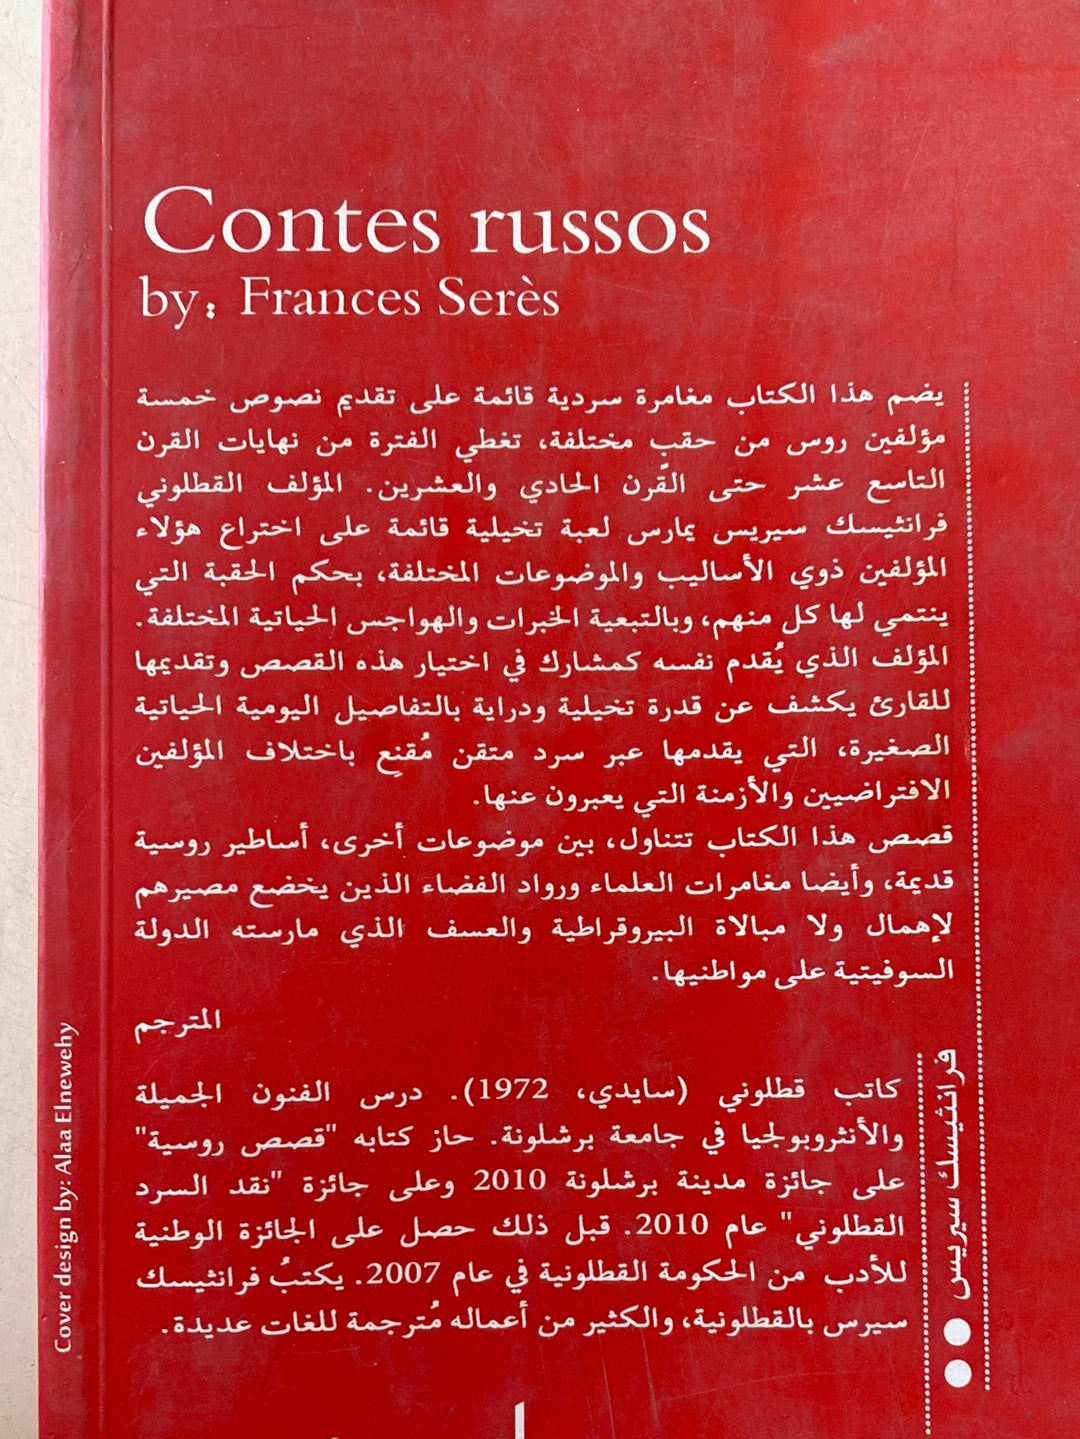 Contes russos
by: Frances Serès
يضم هذا الكتاب مغامرة سردية قائمة على تقديم نصوص خمسة
مؤلفين روس من حقبٍ مختلفة، تغطي الفترة من نهايات القرن
التاسع عشر حتى القرن الحادي والعشرين. المؤلف القطلوني
فرانثيسك سيريس يمارس لعبة تخيلية قائمة على اختراع هؤلاء
المؤلفين ذوي الأساليب والموضوعات المختلفة، بحكم الحقبة التي
ينتمي لها كل منهم، وبالتبعية الخبرات والهواجس الحياتية المختلفة.
المؤلف الذي يُقدم نفسه كمشارك في اختيار هذه القصص وتقديمها
للقارئ يكشف عن قدرة تخيلية ودراية بالتفاصيل اليومية الحياتية
الصغيرة، التي يقدمها عبر سرد متقن مُقنِع باختلاف المؤلفين
الافتراضيين والأزمنة التي يعبرون عنها.
قصص هذا الكتاب تتناول، بين موضوعات أخرى، أساطير روسية
قديمة، وأيضا مغامرات العلماء ورواد الفضاء الذين يخضع مصيرهم
لإهمال ولا مبالاة البيروقراطية والعسف الذي مارسته الدولة
السوفيتية على مواطنيها.
المترجم
فرانثيسك سيريس
كاتب قطلوني (سايدي، 1972). درس الفنون الجميلة
والأنثروبولجيا في جامعة برشلونة. حاز كتابه "قصص روسية"
على جائزة مدينة برشلونة 2010 وعلى جائزة "نقد السرد
القطلوني" عام 2010. قبل ذلك حصل على الجائزة الوطنية
للأدب من الحكومة القطلونية في عام 2007. يكتبُ فرانثيسك
سيرس بالقطلونية، والكثير من أعماله مُترجمة للغات عديدة.
Cover design by: Alaa Elnewehy